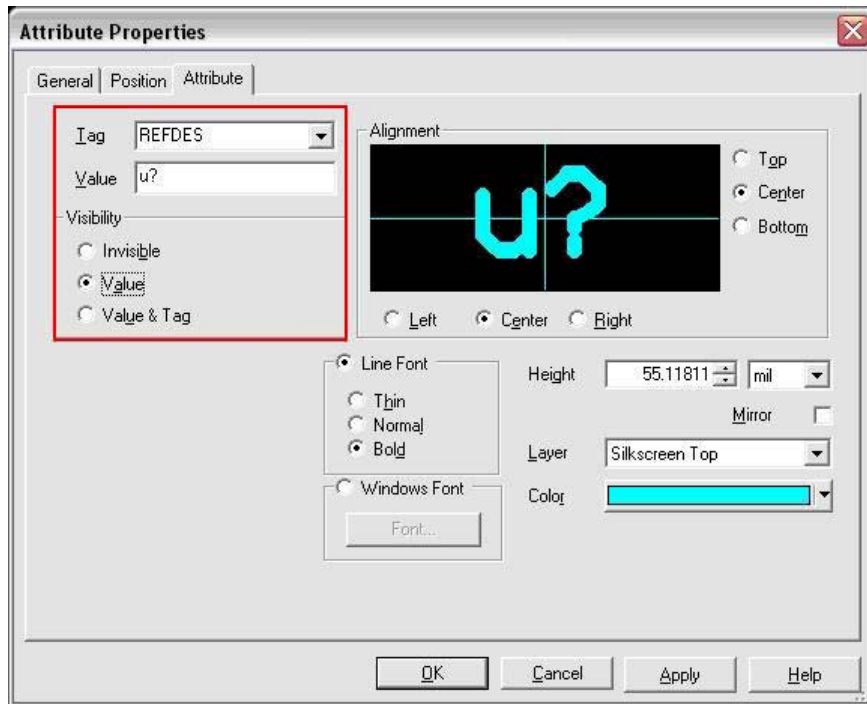 Attribute Properties
General Position Attribute
Tag REFDES
Value u?
Visibility
Invisible
Value
Value & Tag
Alignment
u?
Top
Center
Bottom
Left Center Right
Line Font
Thin
Normal
Bold
Windows Font
Font...
Height 55.11811 mil
Mirror
Layer Silkscreen Top
Color
OK Cancel Apply Help